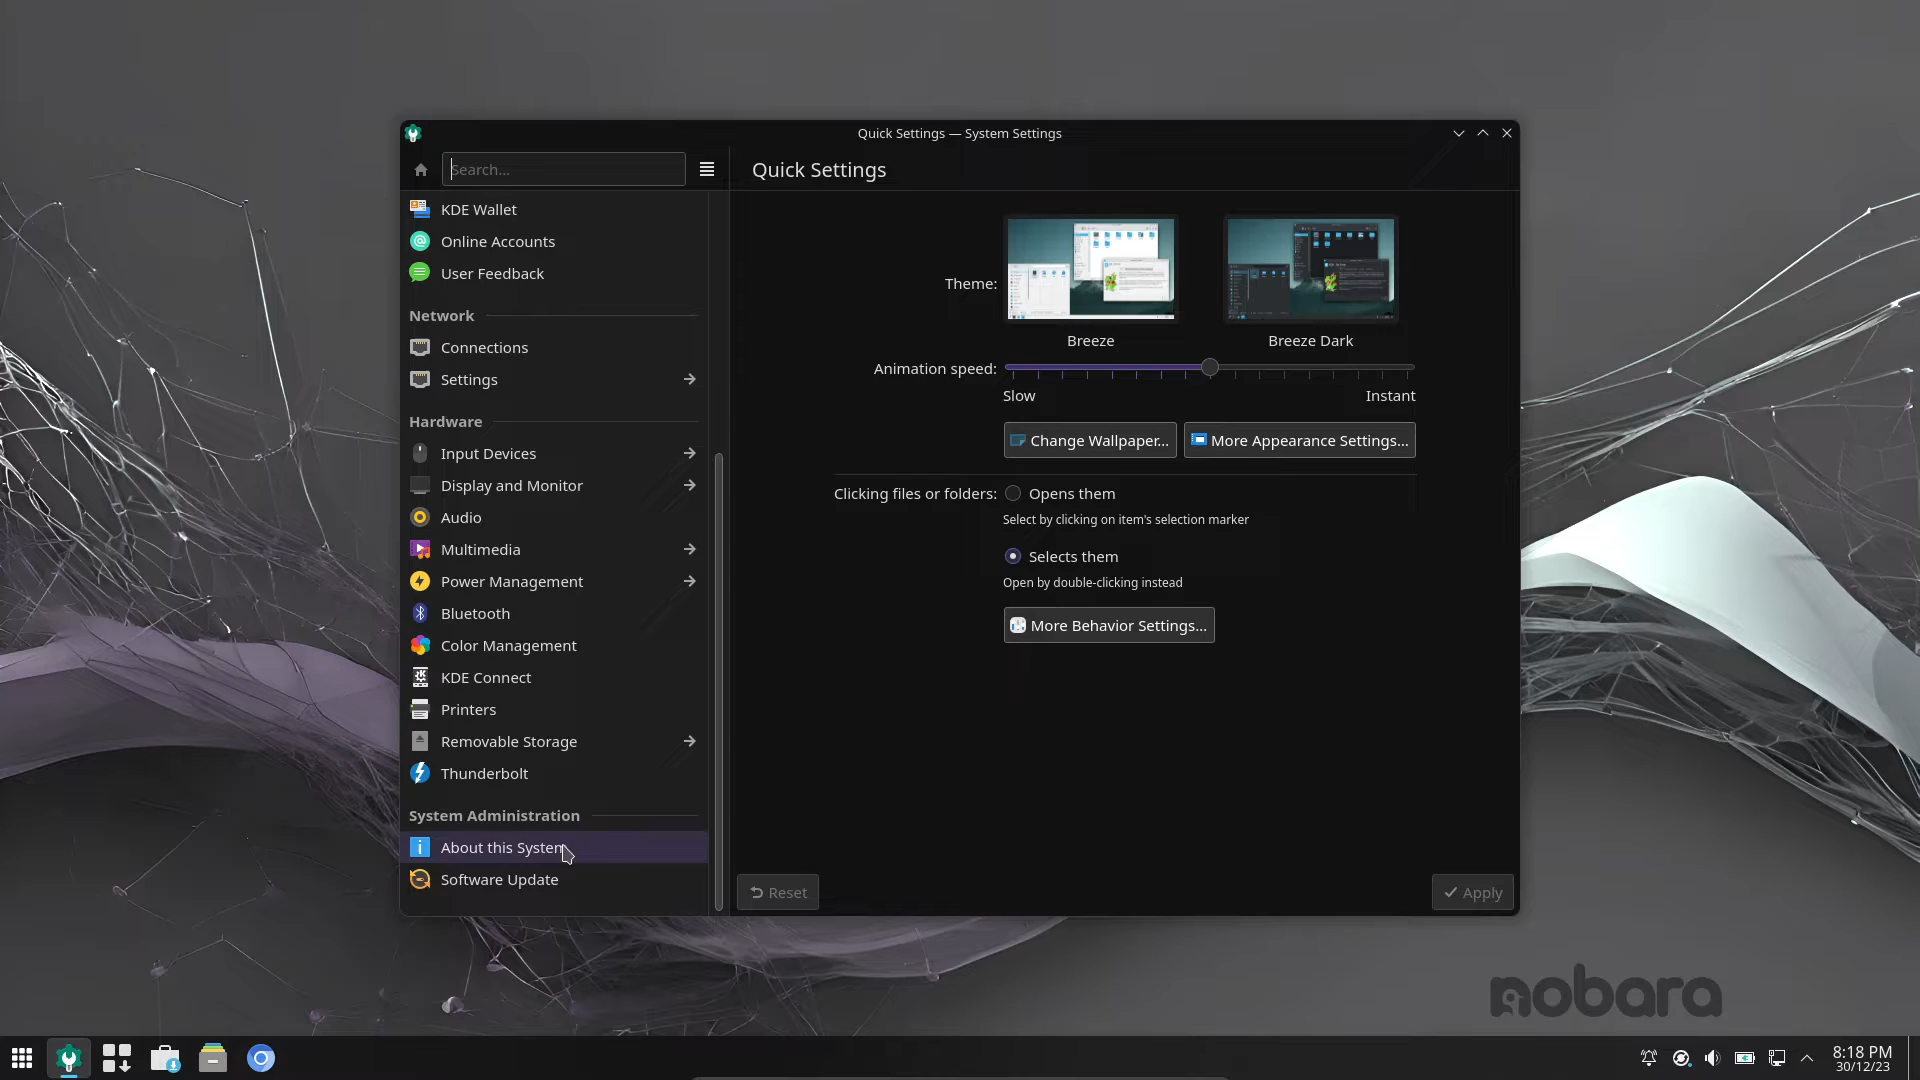 Quick Settings — System Settings
Search...
Quick Settings
KDE Wallet
Online Accounts
User Feedback
Network
Connections
Settings
Hardware
Input Devices
Display and Monitor
Audio
Multimedia
Power Management
Bluetooth
Color Management
KDE Connect
Printers
Removable Storage
Thunderbolt
System Administration
About this System
Software Update
Theme:
Breeze
Breeze Dark
Animation speed:
Slow
Instant
Change Wallpaper...
More Appearance Settings...
Clicking files or folders:
Opens them
Select by clicking on item's selection marker
Selects them
Open by double-clicking instead
More Behavior Settings...
Reset
Apply
nobara
8:18 PM
30/12/23